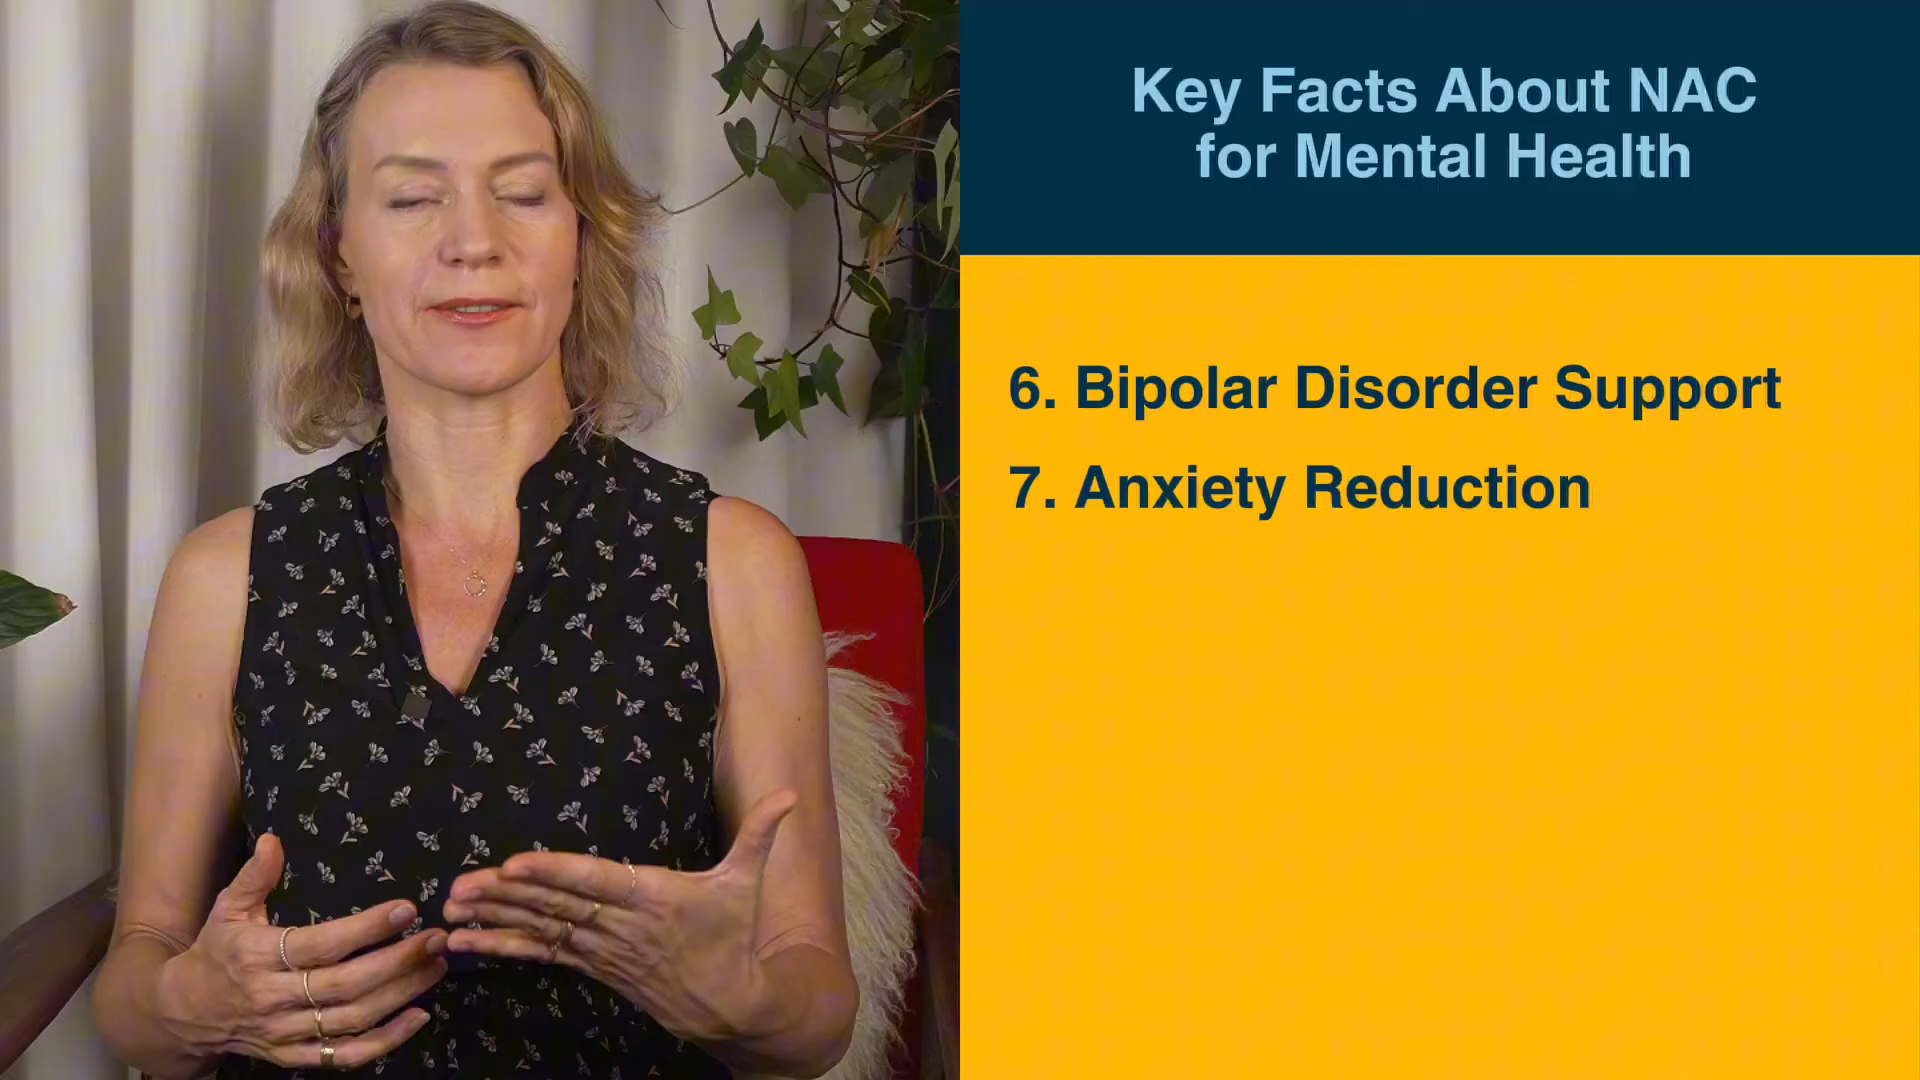 Key Facts About NAC
for Mental Health
6. Bipolar Disorder Support
7. Anxiety Reduction